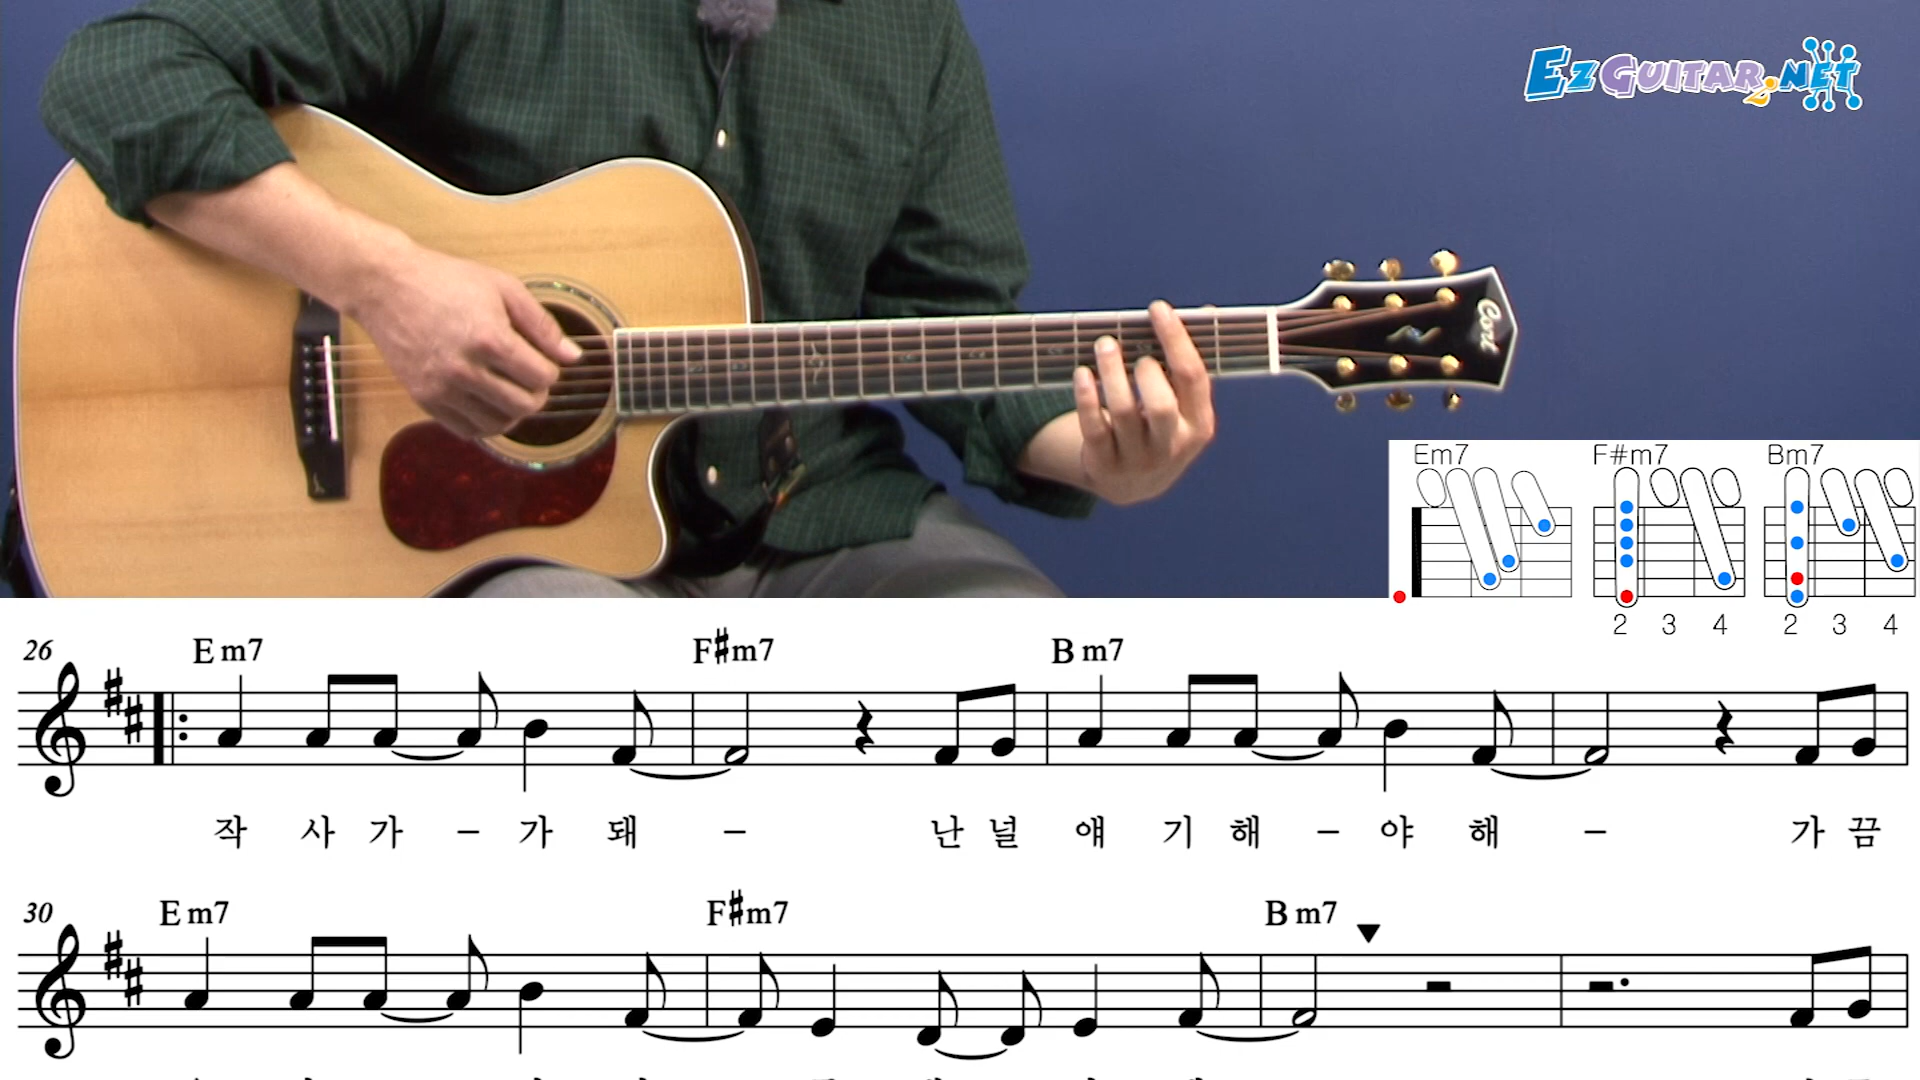 EzGUITAR.NET
Cort
Em7 F#m7 Bm7
2 3 4 2 3 4
26 Em7 F#m7 Bm7
작 사 가 - 가 돼 - 난 널 얘 기 해 - 야 해 - 가 끔
30 Em7 F#m7 Bm7